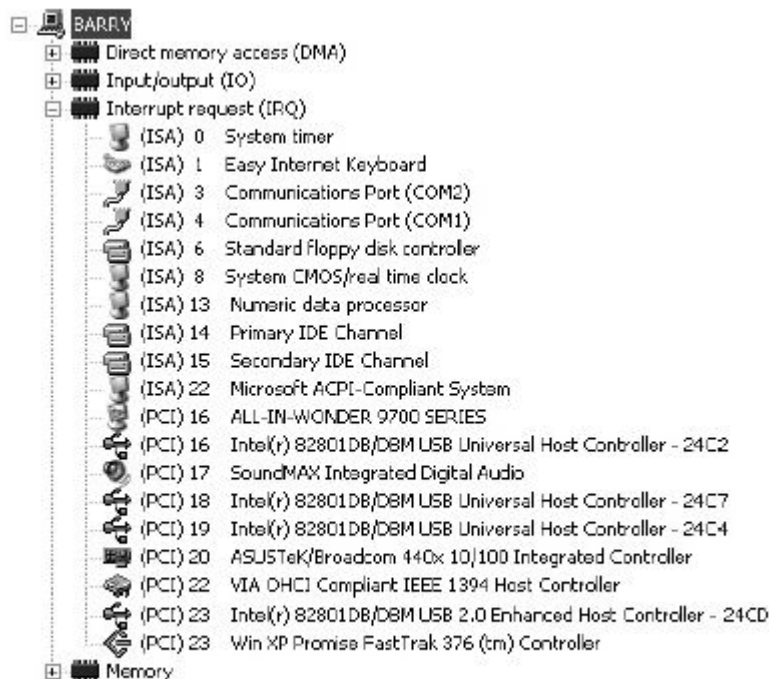 BARRY
Direct memory access (DMA)
Input/output (IO)
Interrupt request (IRQ)
(ISA) 0 System timer
(ISA) 1 Easy Internet Keyboard
(ISA) 3 Communications Port (COM2)
(ISA) 4 Communications Port (COM1)
(ISA) 6 Standard floppy disk controller
(ISA) 8 System CMOS/real time clock
(ISA) 13 Numeric data processor
(ISA) 14 Primary IDE Channel
(ISA) 15 Secondary IDE Channel
(ISA) 22 Microsoft ACPI-Compliant System
(PCI) 16 ALL-IN-WONDER 9700 SERIES
(PCI) 16 Intel(r) 82801DB/DBM USB Universal Host Controller - 24C2
(PCI) 17 SoundMAX Integrated Digital Audio
(PCI) 18 Intel(r) 82801DB/DBM USB Universal Host Controller - 24C7
(PCI) 19 Intel(r) 82801DB/DBM USB Universal Host Controller - 24C4
(PCI) 20 ASUSTeK/Broadcom 440x 10/100 Integrated Controller
(PCI) 22 VIA OHCI Compliant IEEE 1394 Host Controller
(PCI) 23 Intel(r) 82801DB/DBM USB 2.0 Enhanced Host Controller - 24CD
(PCI) 23 Win XP Promise FastTrak 376 (tm) Controller
Memory